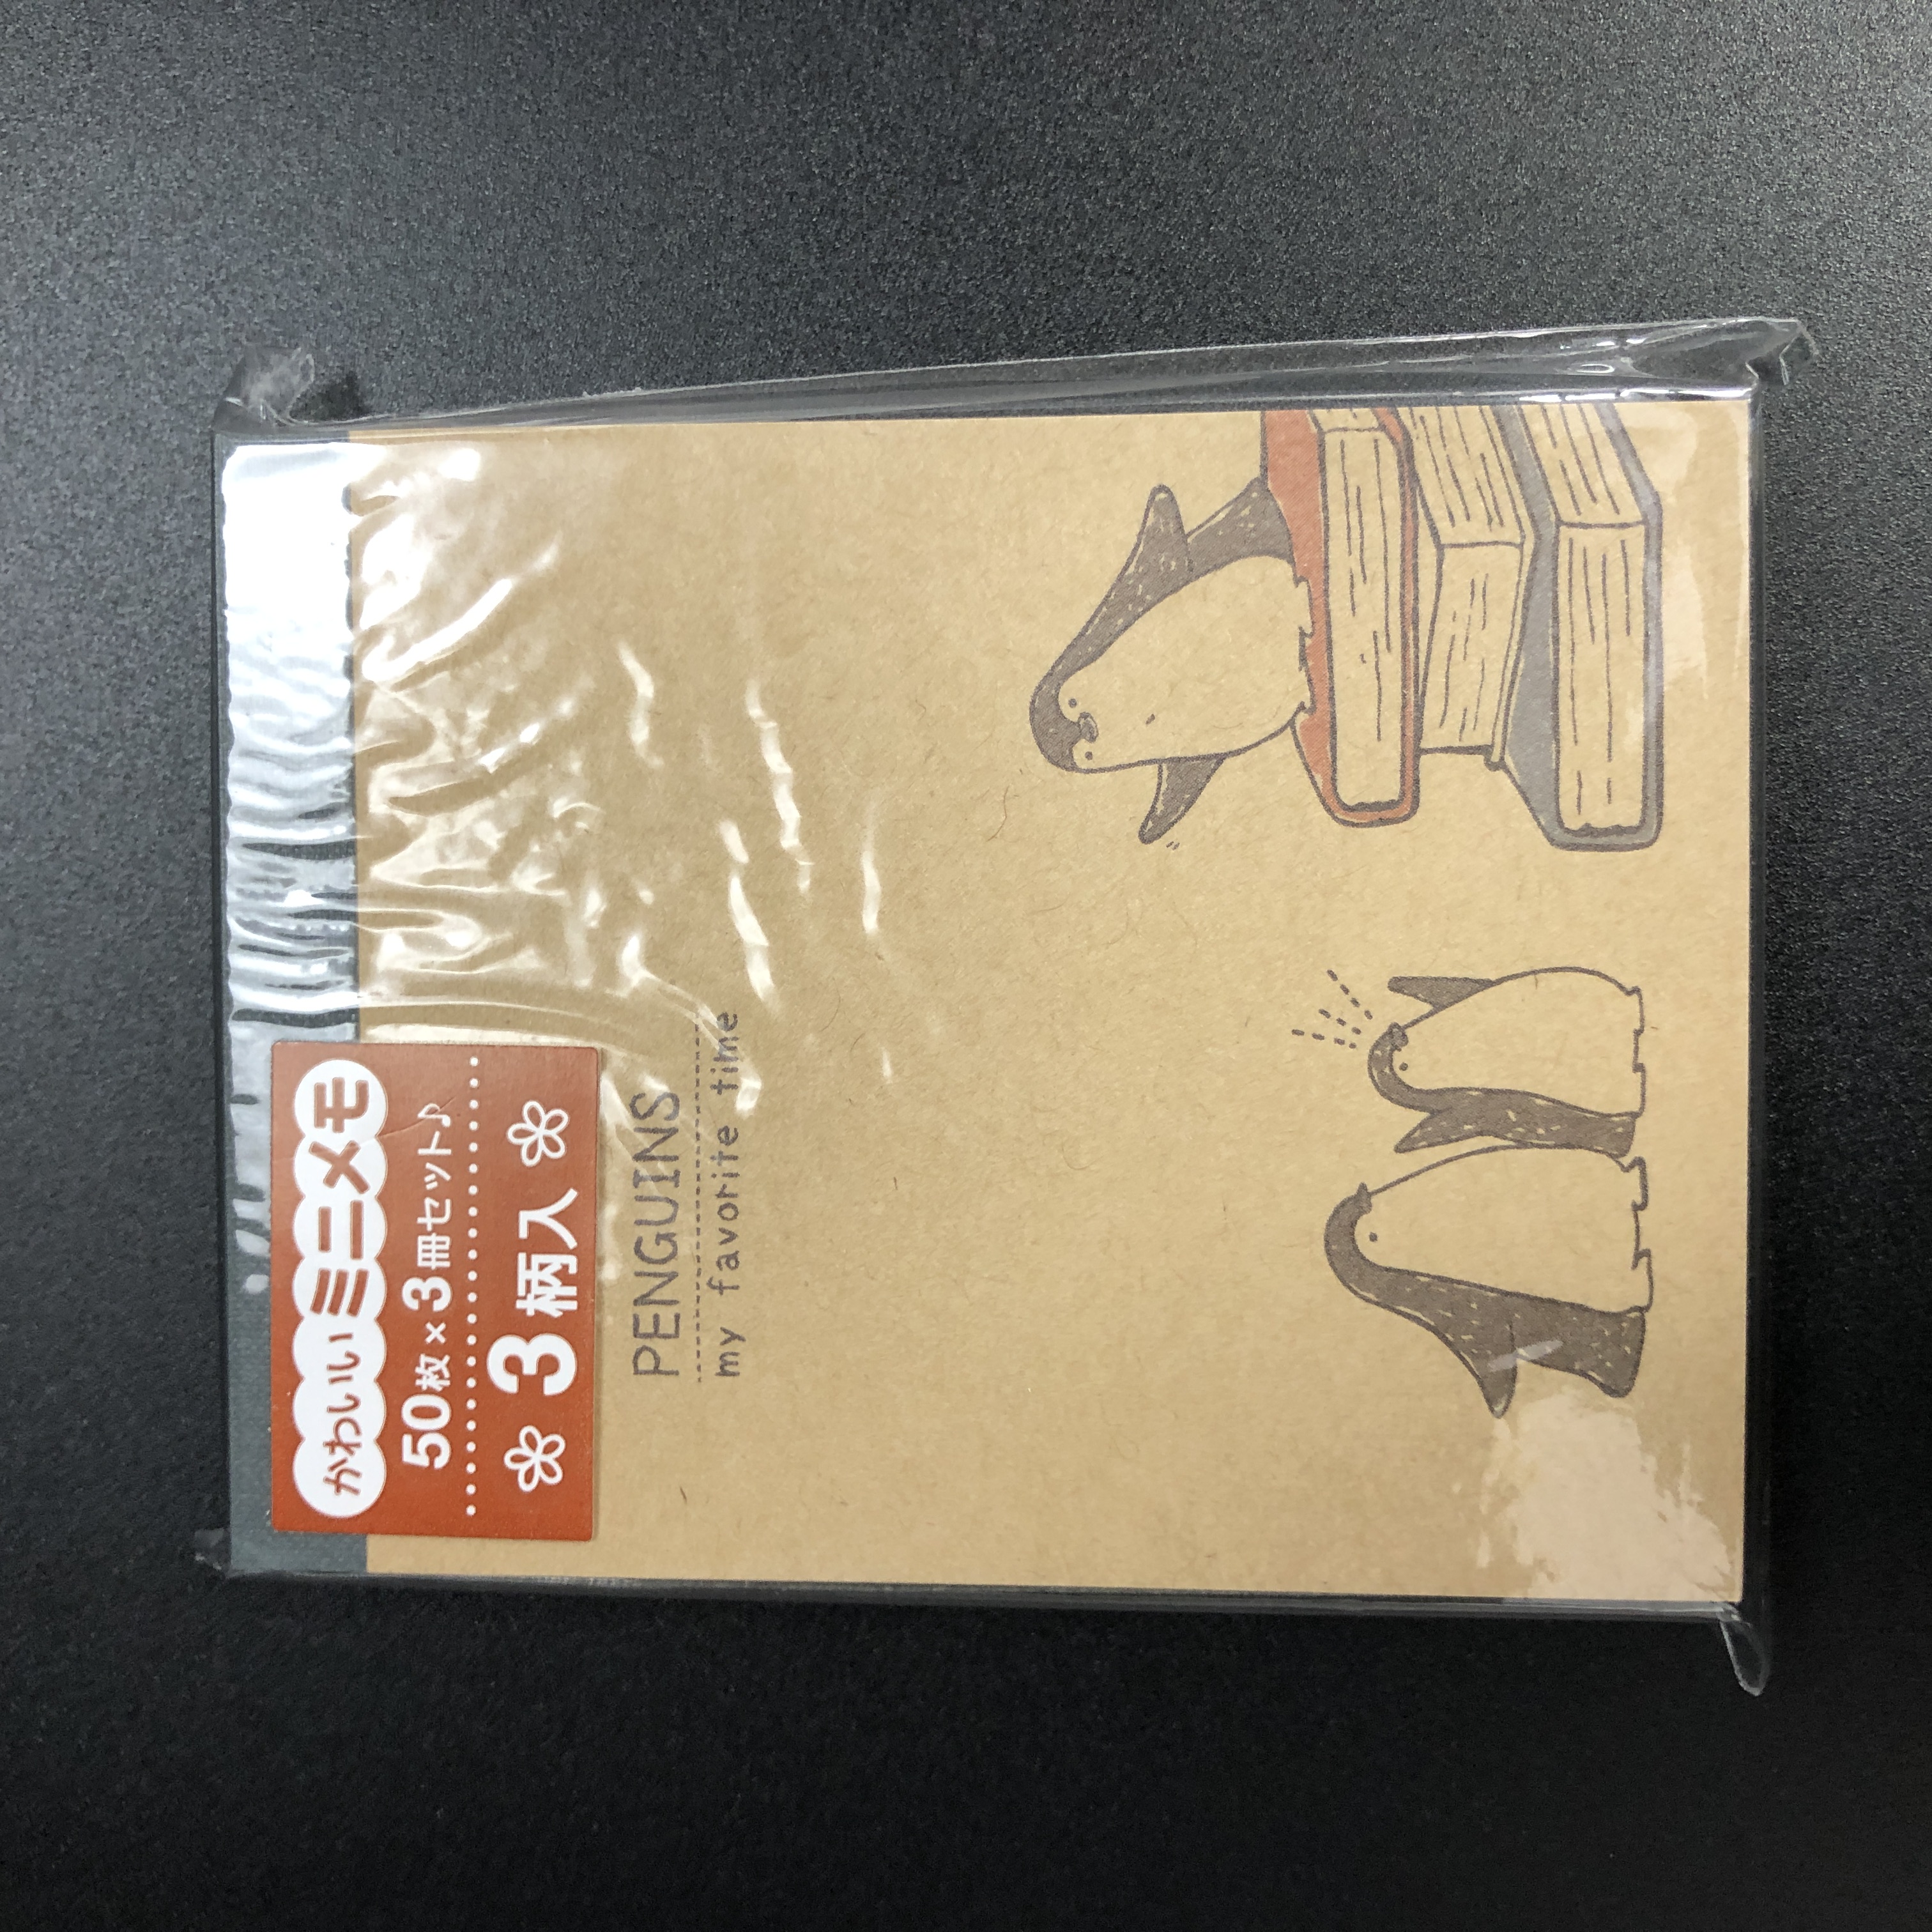 かわいいミニメモ
50枚×3冊セット♪
3柄入
PENGUINS
my favorite time